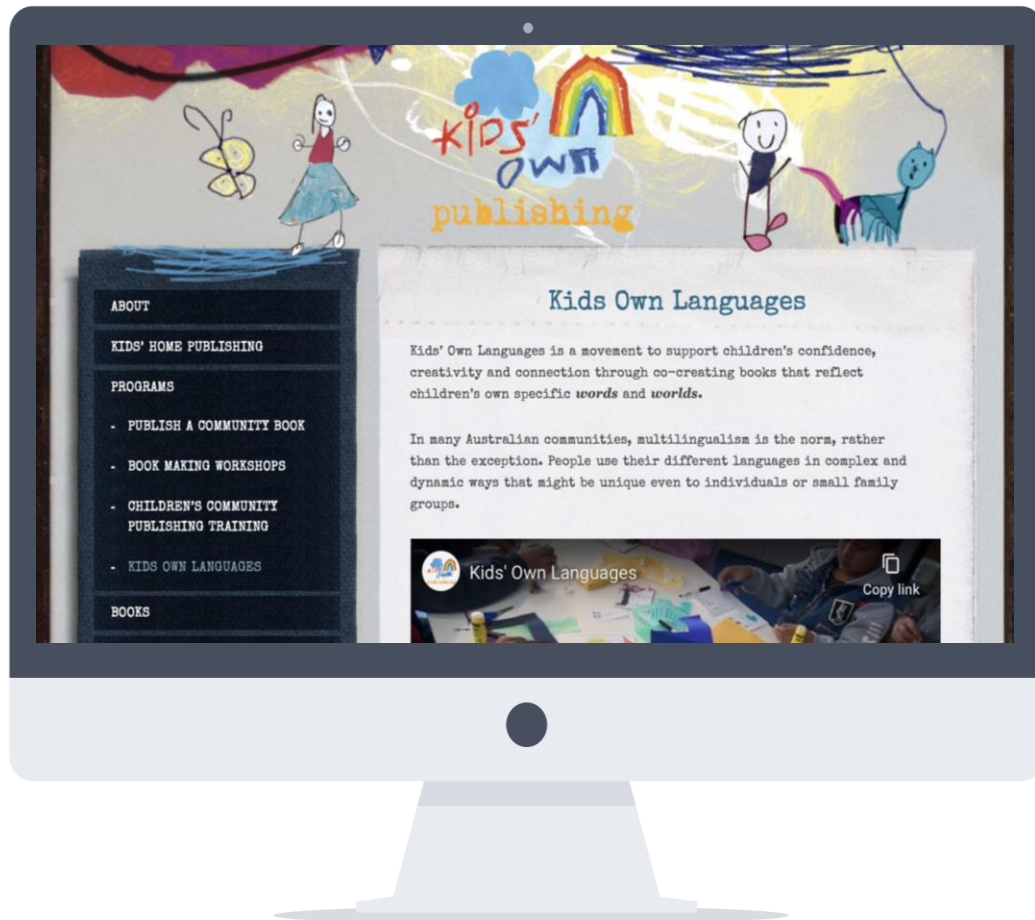 KIDS'
OWN
publishing
ABOUT
KIDS' HOME PUBLISHING
PROGRAMS
- PUBLISH A COMMUNITY BOOK
- BOOK MAKING WORKSHOPS
- CHILDREN'S COMMUNITY
PUBLISHING TRAINING
- KIDS OWN LANGUAGES
BOOKS
Kids Own Languages
Kids' Own Languages is a movement to support children's confidence,
creativity and connection through co-creating books that reflect
children's own specific words and worlds.
In many Australian communities, multilingualism is the norm, rather
than the exception. People use their different languages in complex and
dynamic ways that might be unique even to individuals or small family
groups.
Kids' Own Languages
Copy link